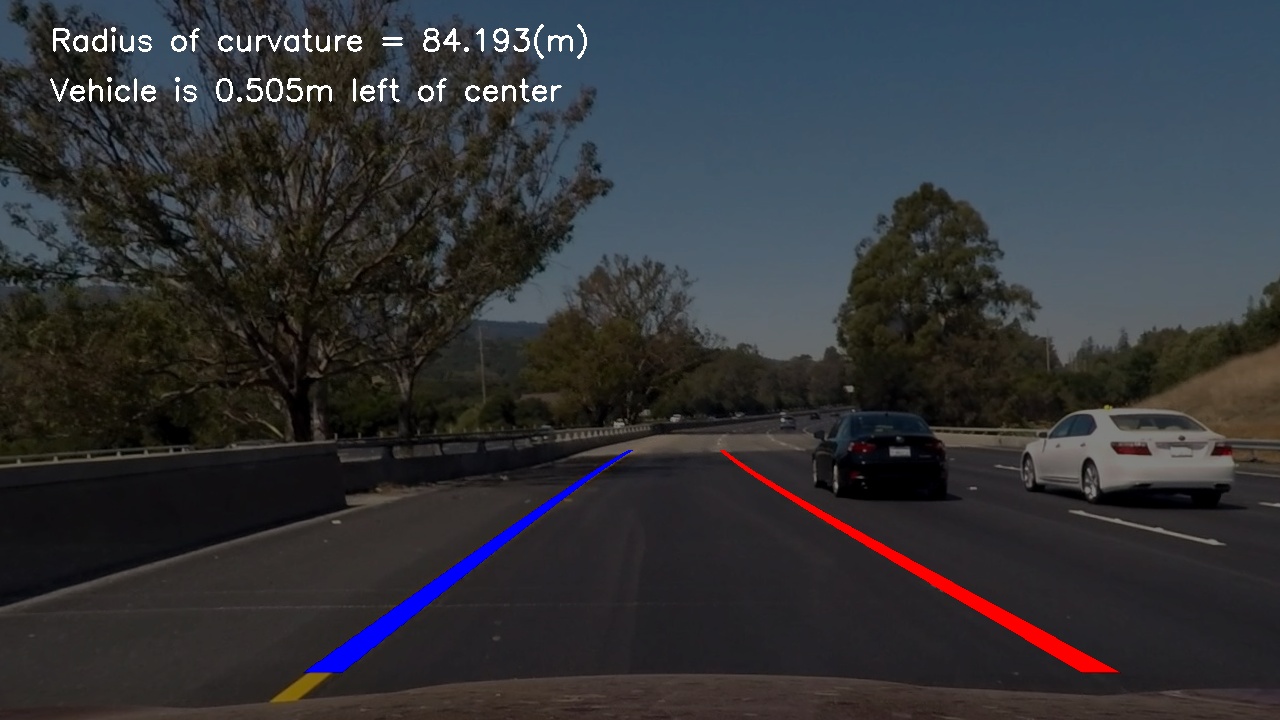 Radius of curvature = 84.193(m)
Vehicle is 0.505m left of center